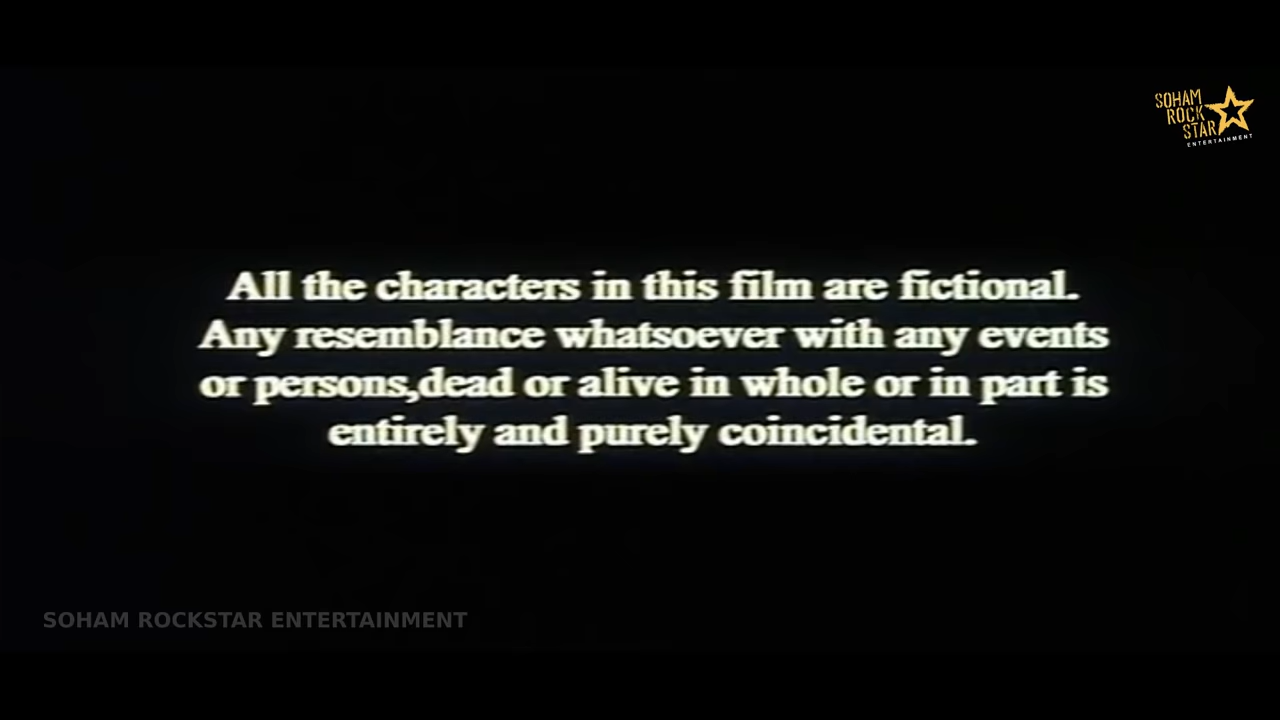 SOHAM
ROCK
STAR
ENTERTAINMENT
All the characters in this film are fictional.
Any resemblance whatsoever with any events
or persons,dead or alive in whole or in part is
entirely and purely coincidental.
SOHAM ROCKSTAR ENTERTAINMENT